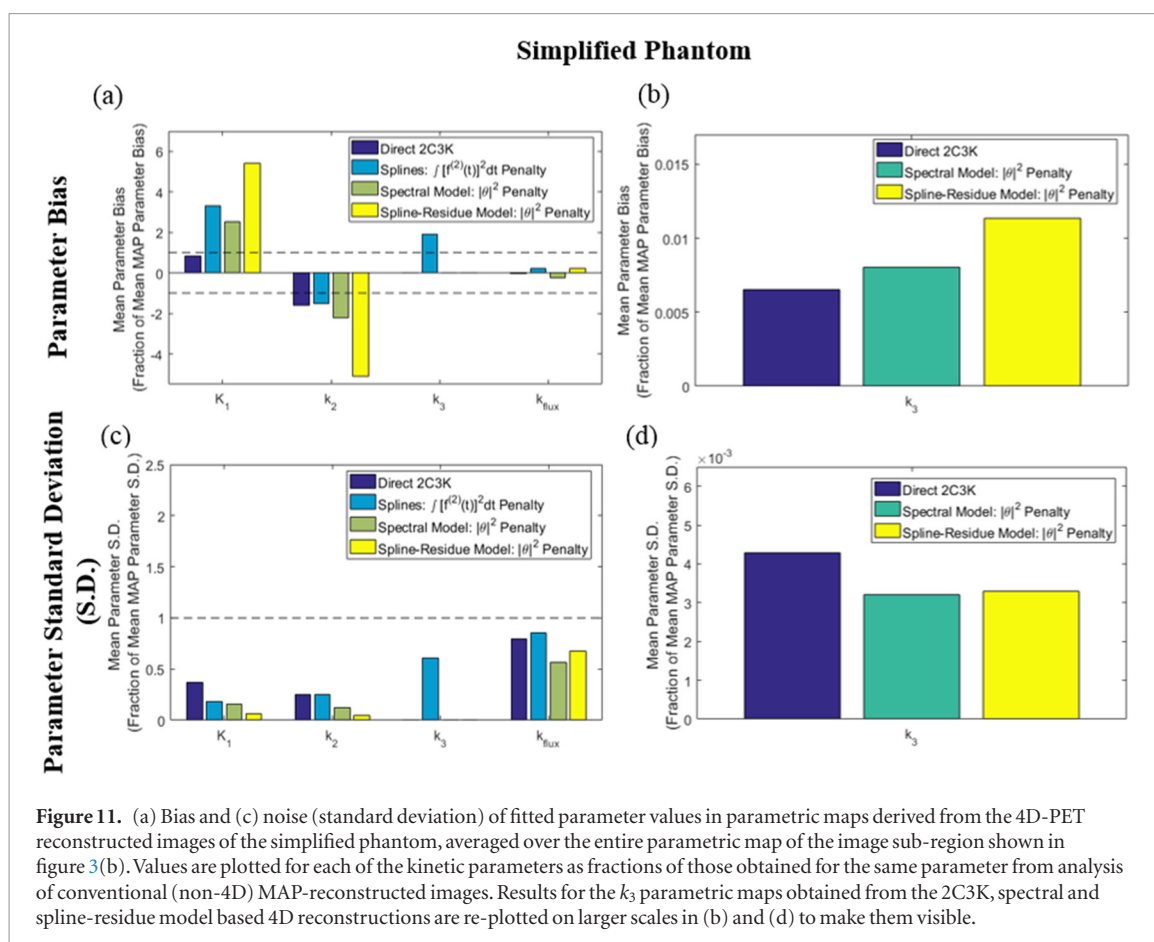 Simplified Phantom
Parameter Bias
(a)
Mean Parameter Bias
(Fraction of Mean MAP Parameter Bias)
6
4
2
0
-2
-4
Direct 2C3K
Splines: ∫[f⁽²⁾(t)]²dt Penalty
Spectral Model: |θ|² Penalty
Spline-Residue Model: |θ|² Penalty
K₁
k₂
k₃
k_flux
(b)
Mean Parameter Bias
(Fraction of Mean MAP Parameter Bias)
0.015
0.01
0.005
0
Direct 2C3K
Spectral Model: |θ|² Penalty
Spline-Residue Model: |θ|² Penalty
k₃
Parameter Standard Deviation
(S.D.)
(c)
Mean Parameter S.D.
(Fraction of Mean MAP Parameter S.D.)
2.5
2
1.5
1
0.5
0
Direct 2C3K
Splines: ∫[f⁽²⁾(t)]²dt Penalty
Spectral Model: |θ|² Penalty
Spline-Residue Model: |θ|² Penalty
K₁
k₂
k₃
k_flux
(d)
Mean Parameter S.D.
(Fraction of Mean MAP Parameter S.D.)
×10⁻³
6
5
4
3
2
1
0
Direct 2C3K
Spectral Model: |θ|² Penalty
Spline-Residue Model: |θ|² Penalty
k₃
Figure 11. (a) Bias and (c) noise (standard deviation) of fitted parameter values in parametric maps derived from the 4D-PET
reconstructed images of the simplified phantom, averaged over the entire parametric map of the image sub-region shown in
figure 3(b). Values are plotted for each of the kinetic parameters as fractions of those obtained for the same parameter from analysis
of conventional (non-4D) MAP-reconstructed images. Results for the k₃ parametric maps obtained from the 2C3K, spectral and
spline-residue model based 4D reconstructions are re-plotted on larger scales in (b) and (d) to make them visible.